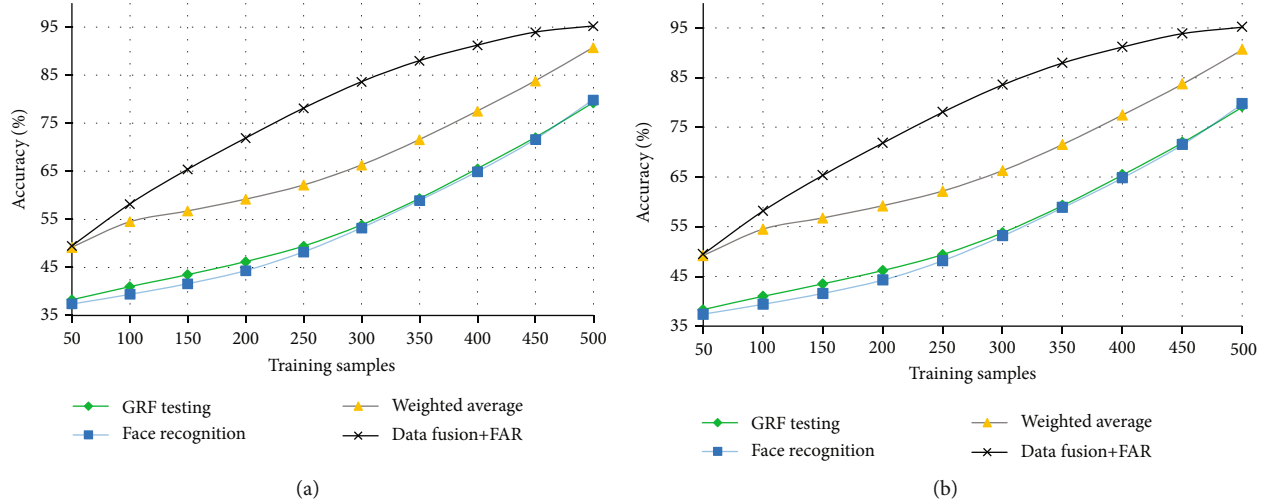 95
85
75
65
55
45
35
Accuracy (%)
50 100 150 200 250 300 350 400 450 500
Training samples
GRF testing
Weighted average
Face recognition
Data fusion+FAR
(a)
95
85
75
65
55
45
35
Accuracy (%)
50 100 150 200 250 300 350 400 450 500
Training samples
GRF testing
Weighted average
Face recognition
Data fusion+FAR
(b)